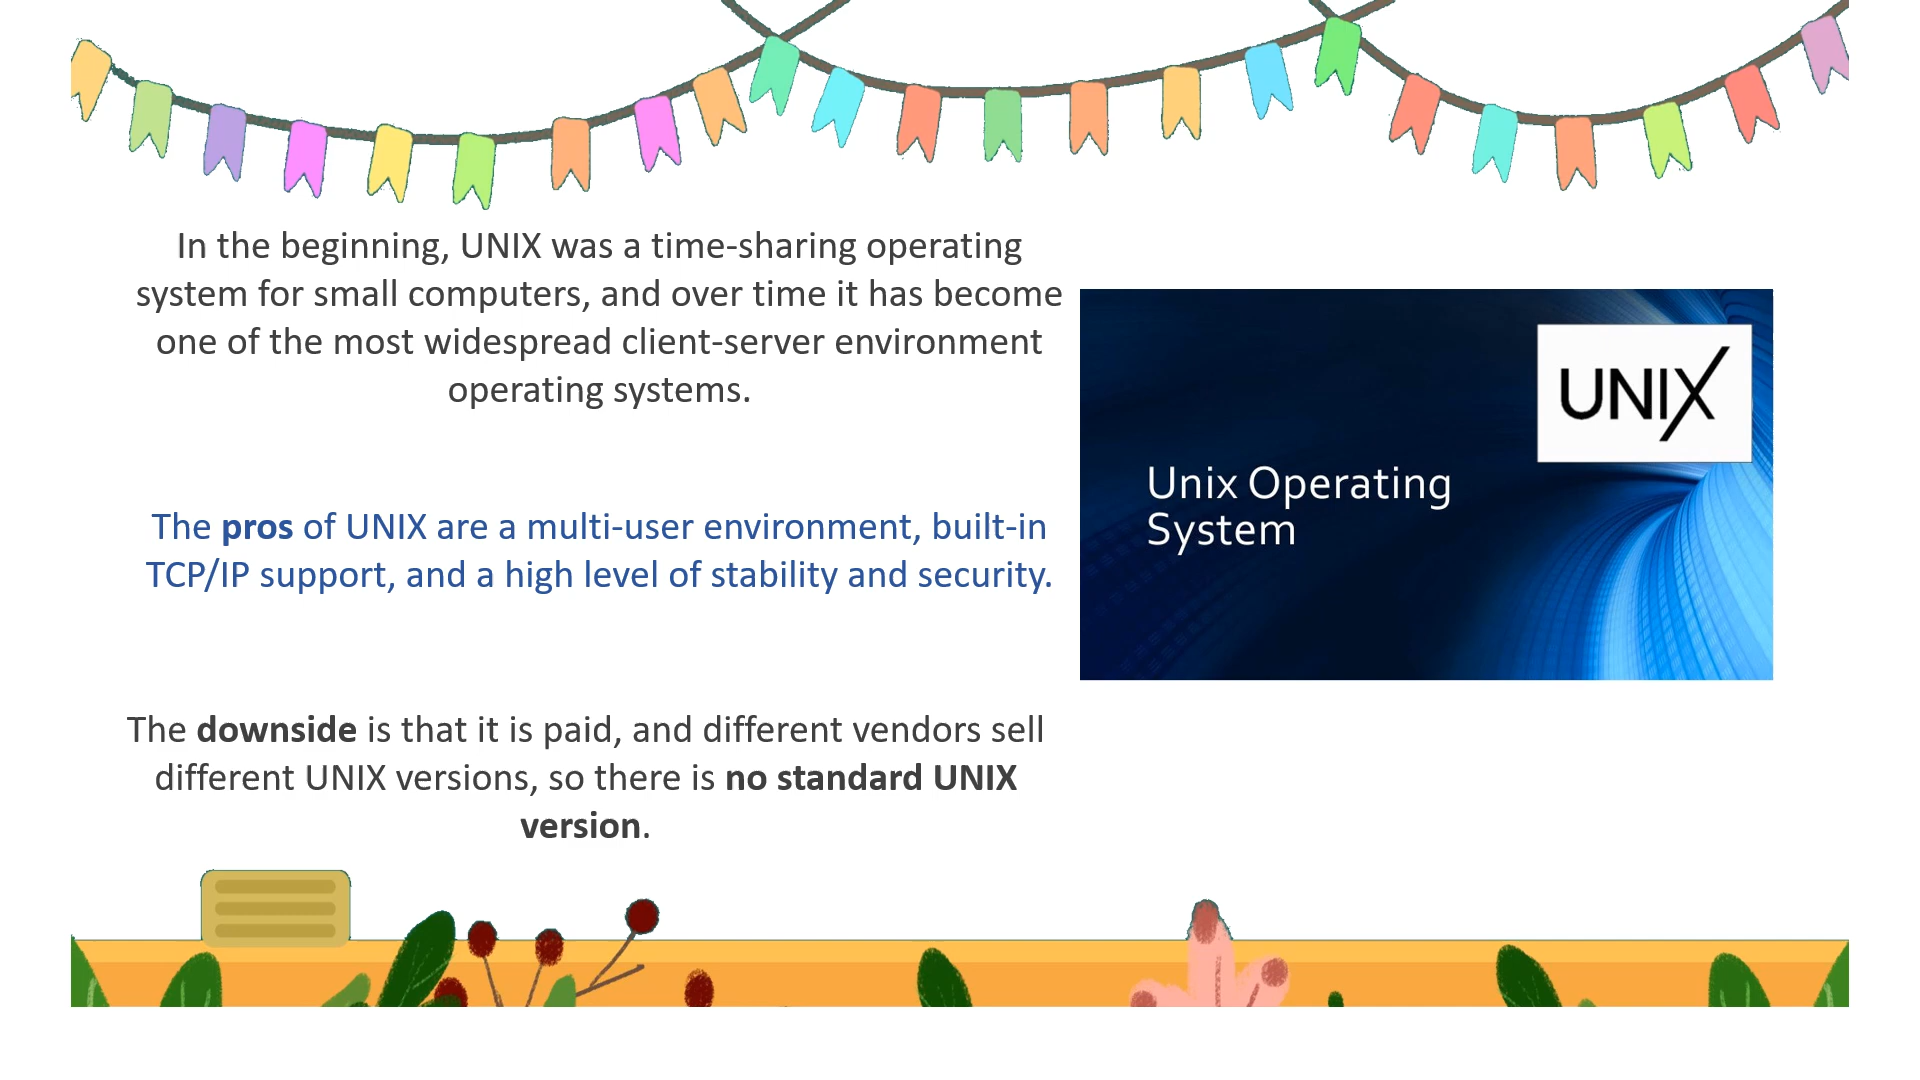 In the beginning, UNIX was a time-sharing operating
system for small computers, and over time it has become
one of the most widespread client-server environment
operating systems.
The pros of UNIX are a multi-user environment, built-in
TCP/IP support, and a high level of stability and security.
The downside is that it is paid, and different vendors sell
different UNIX versions, so there is no standard UNIX
version.
UNIX
Unix Operating
System